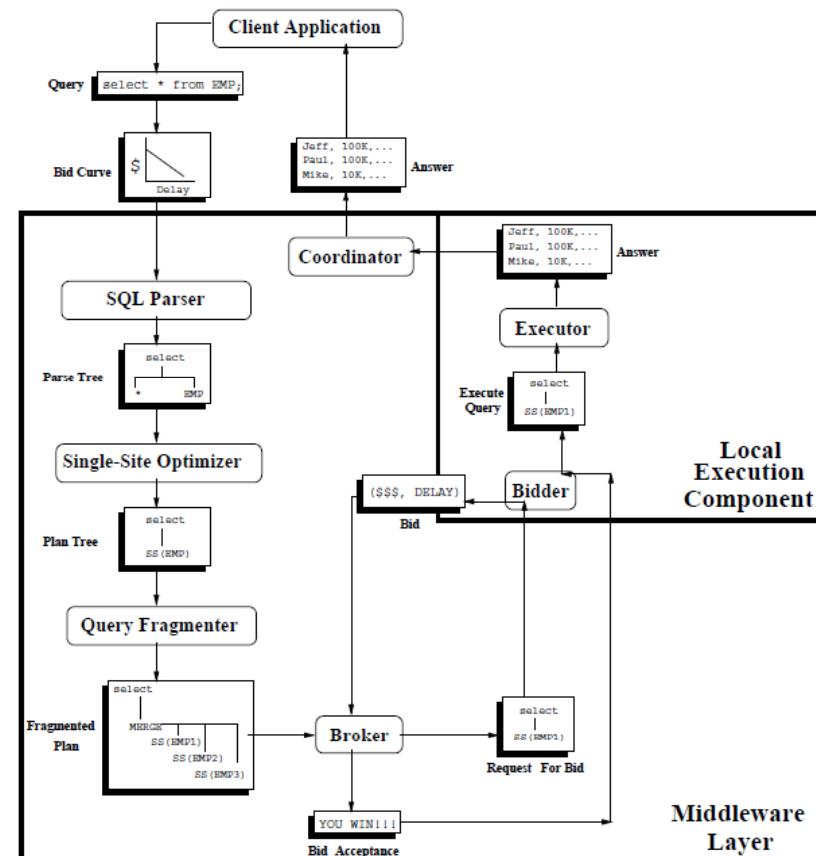 Client Application
Query
select * from EMP;
Bid Curve
$
Delay
Jeff, 100K,...
Paul, 100K,...
Mike, 10K,...
Answer
Coordinator
Jeff, 100K,...
Paul, 100K,...
Mike, 10K,...
Answer
SQL Parser
Executor
Parse Tree
select
* EMP
Execute
Query
select
SS(EMP1)
Single-Site Optimizer
Local
Execution
Component
($$$, DELAY)
Bid
Bidder
Plan Tree
select
SS(EMP)
Query Fragmenter
Fragmented
Plan
select
MERGE
SS(EMP1)
SS(EMP2)
SS(EMP3)
Broker
select
SS(EMP1)
Request For Bid
YOU WIN!!!
Bid Acceptance
Middleware
Layer